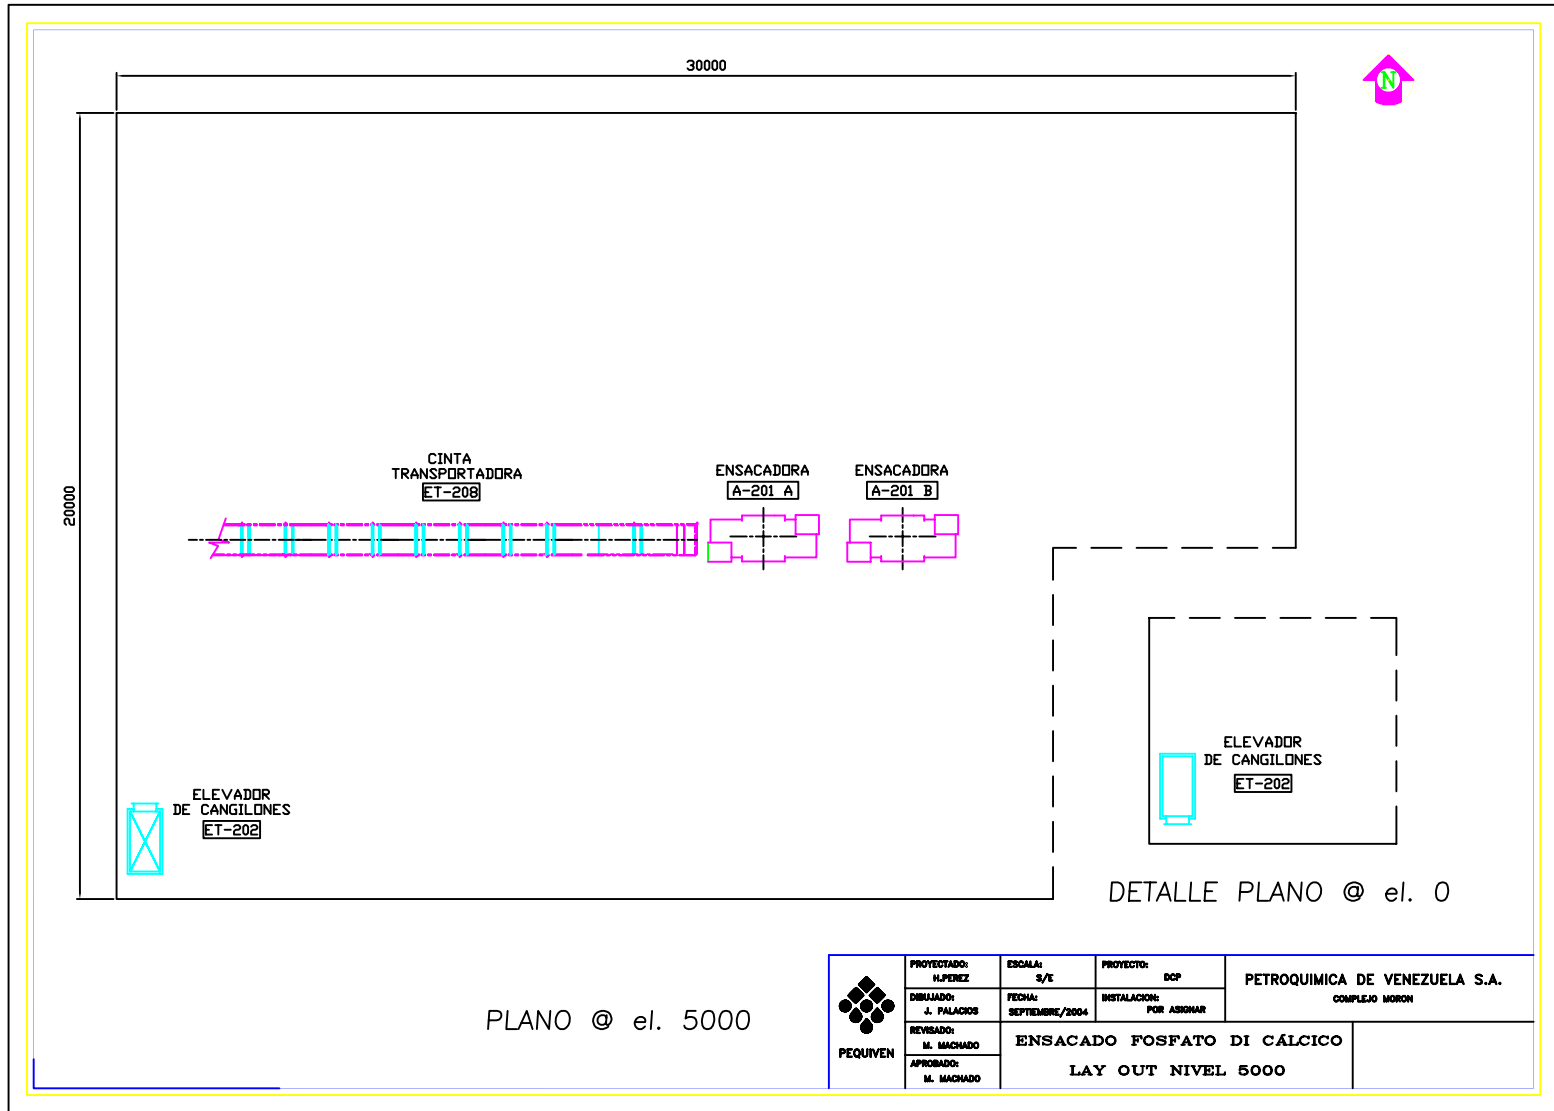 30000
N
20000
CINTA
TRANSPORTADORA
ET-208
ENSACADORA
A-201 A
ENSACADORA
A-201 B
ELEVADOR
DE CANGILONES
ET-202
ELEVADOR
DE CANGILONES
ET-202
DETALLE PLANO @ el. 0
PLANO @ el. 5000
PEQUIVEN
PROYECTADO:
H.PEREZ
ESCALA:
S/E
PROYECTO:
DCP
PETROQUIMICA DE VENEZUELA S.A.
COMPLEJO MORON
DIBUJADO:
J. PALACIOS
FECHA:
SEPTIEMBRE/2004
INSTALACION:
POR ASIGNAR
REVISADO:
M. MACHADO
APROBADO:
M. MACHADO
ENSACADO FOSFATO DI CÁLCICO
LAY OUT NIVEL 5000